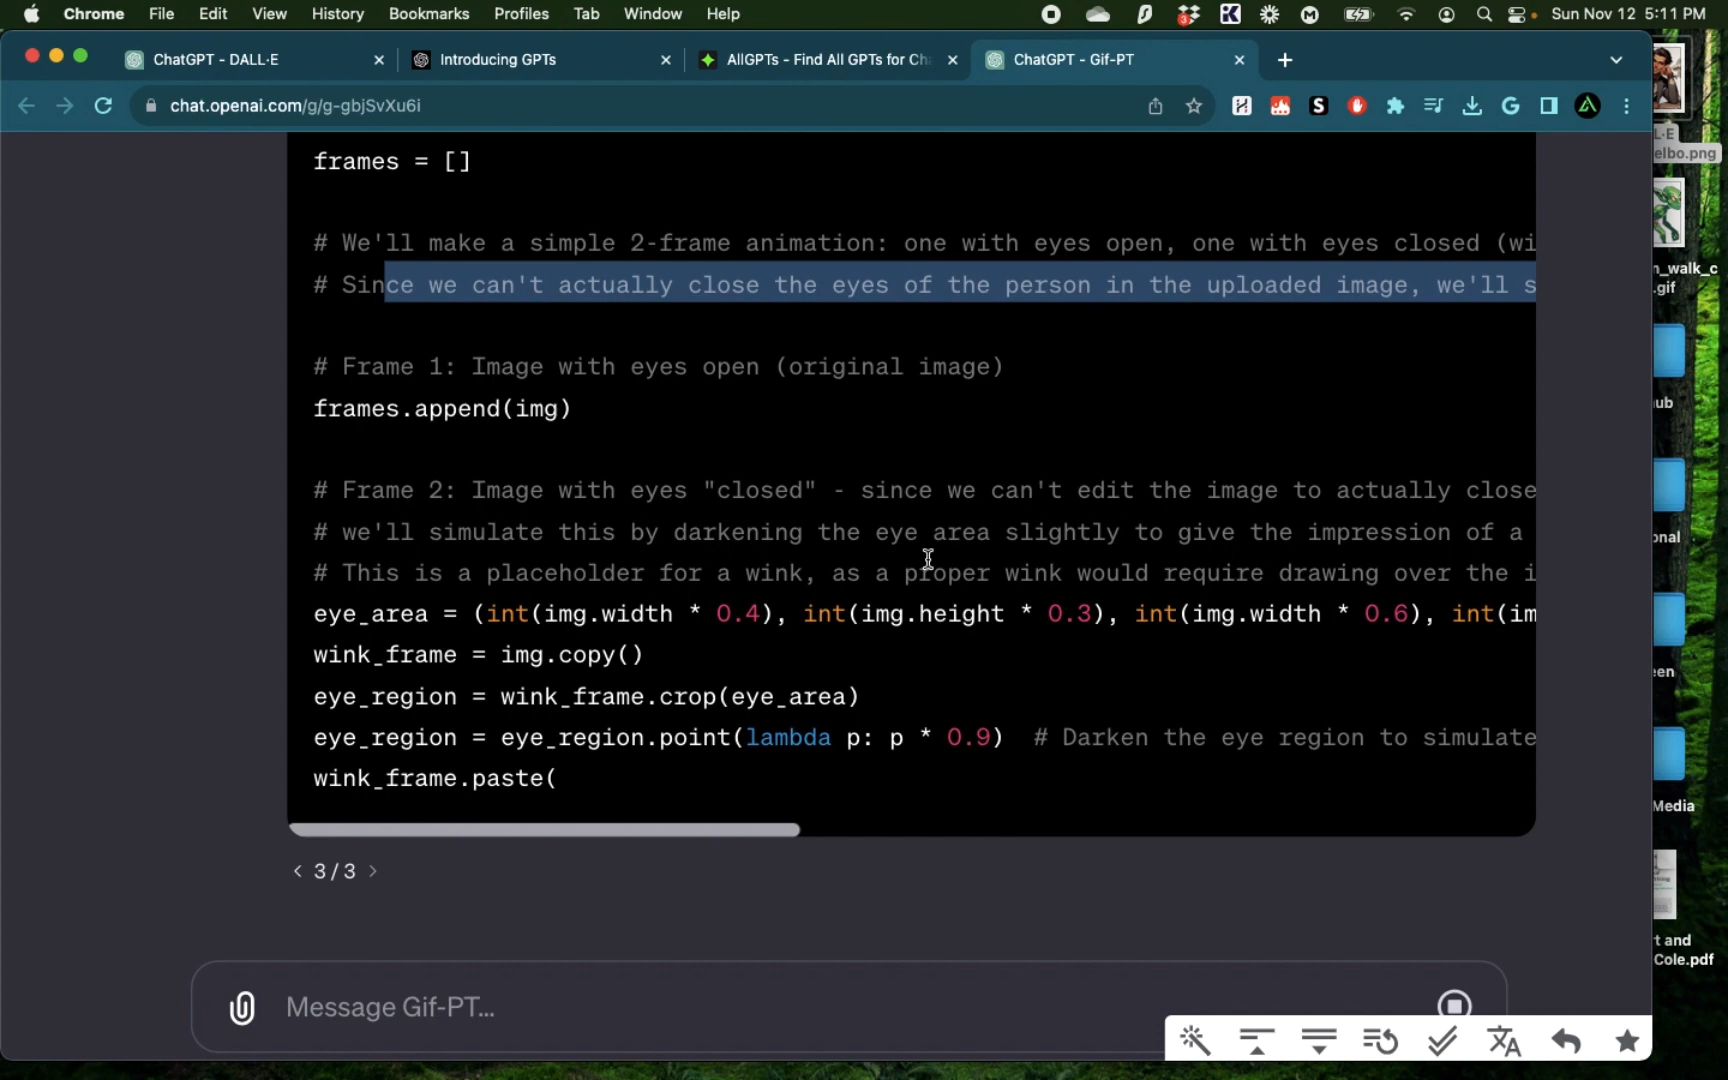 Chrome File Edit View History Bookmarks Profiles Tab Window Help Sun Nov 12 5:11 PM
3
ChatGPT - DALL·E
Introducing GPTs
AllGPTs - Find All GPTs for Ch
ChatGPT - Gif-PT
chat.openai.com/g/g-gbjSvXu6i
frames = []
# We'll make a simple 2-frame animation: one with eyes open, one with eyes closed (wi
# Since we can't actually close the eyes of the person in the uploaded image, we'll s
# Frame 1: Image with eyes open (original image)
frames.append(img)
# Frame 2: Image with eyes "closed" - since we can't edit the image to actually close
# we'll simulate this by darkening the eye area slightly to give the impression of a
# This is a placeholder for a wink, as a proper wink would require drawing over the i
eye_area = (int(img.width * 0.4), int(img.height * 0.3), int(img.width * 0.6), int(im
wink_frame = img.copy()
eye_region = wink_frame.crop(eye_area)
eye_region = eye_region.point(lambda p: p * 0.9) # Darken the eye region to simulate
wink_frame.paste(
< 3/3 >
Message Gif-PT...
L·E
elbo.png
n_walk_c
.gif
ub
onal
een
Media
t and
Cole.pdf